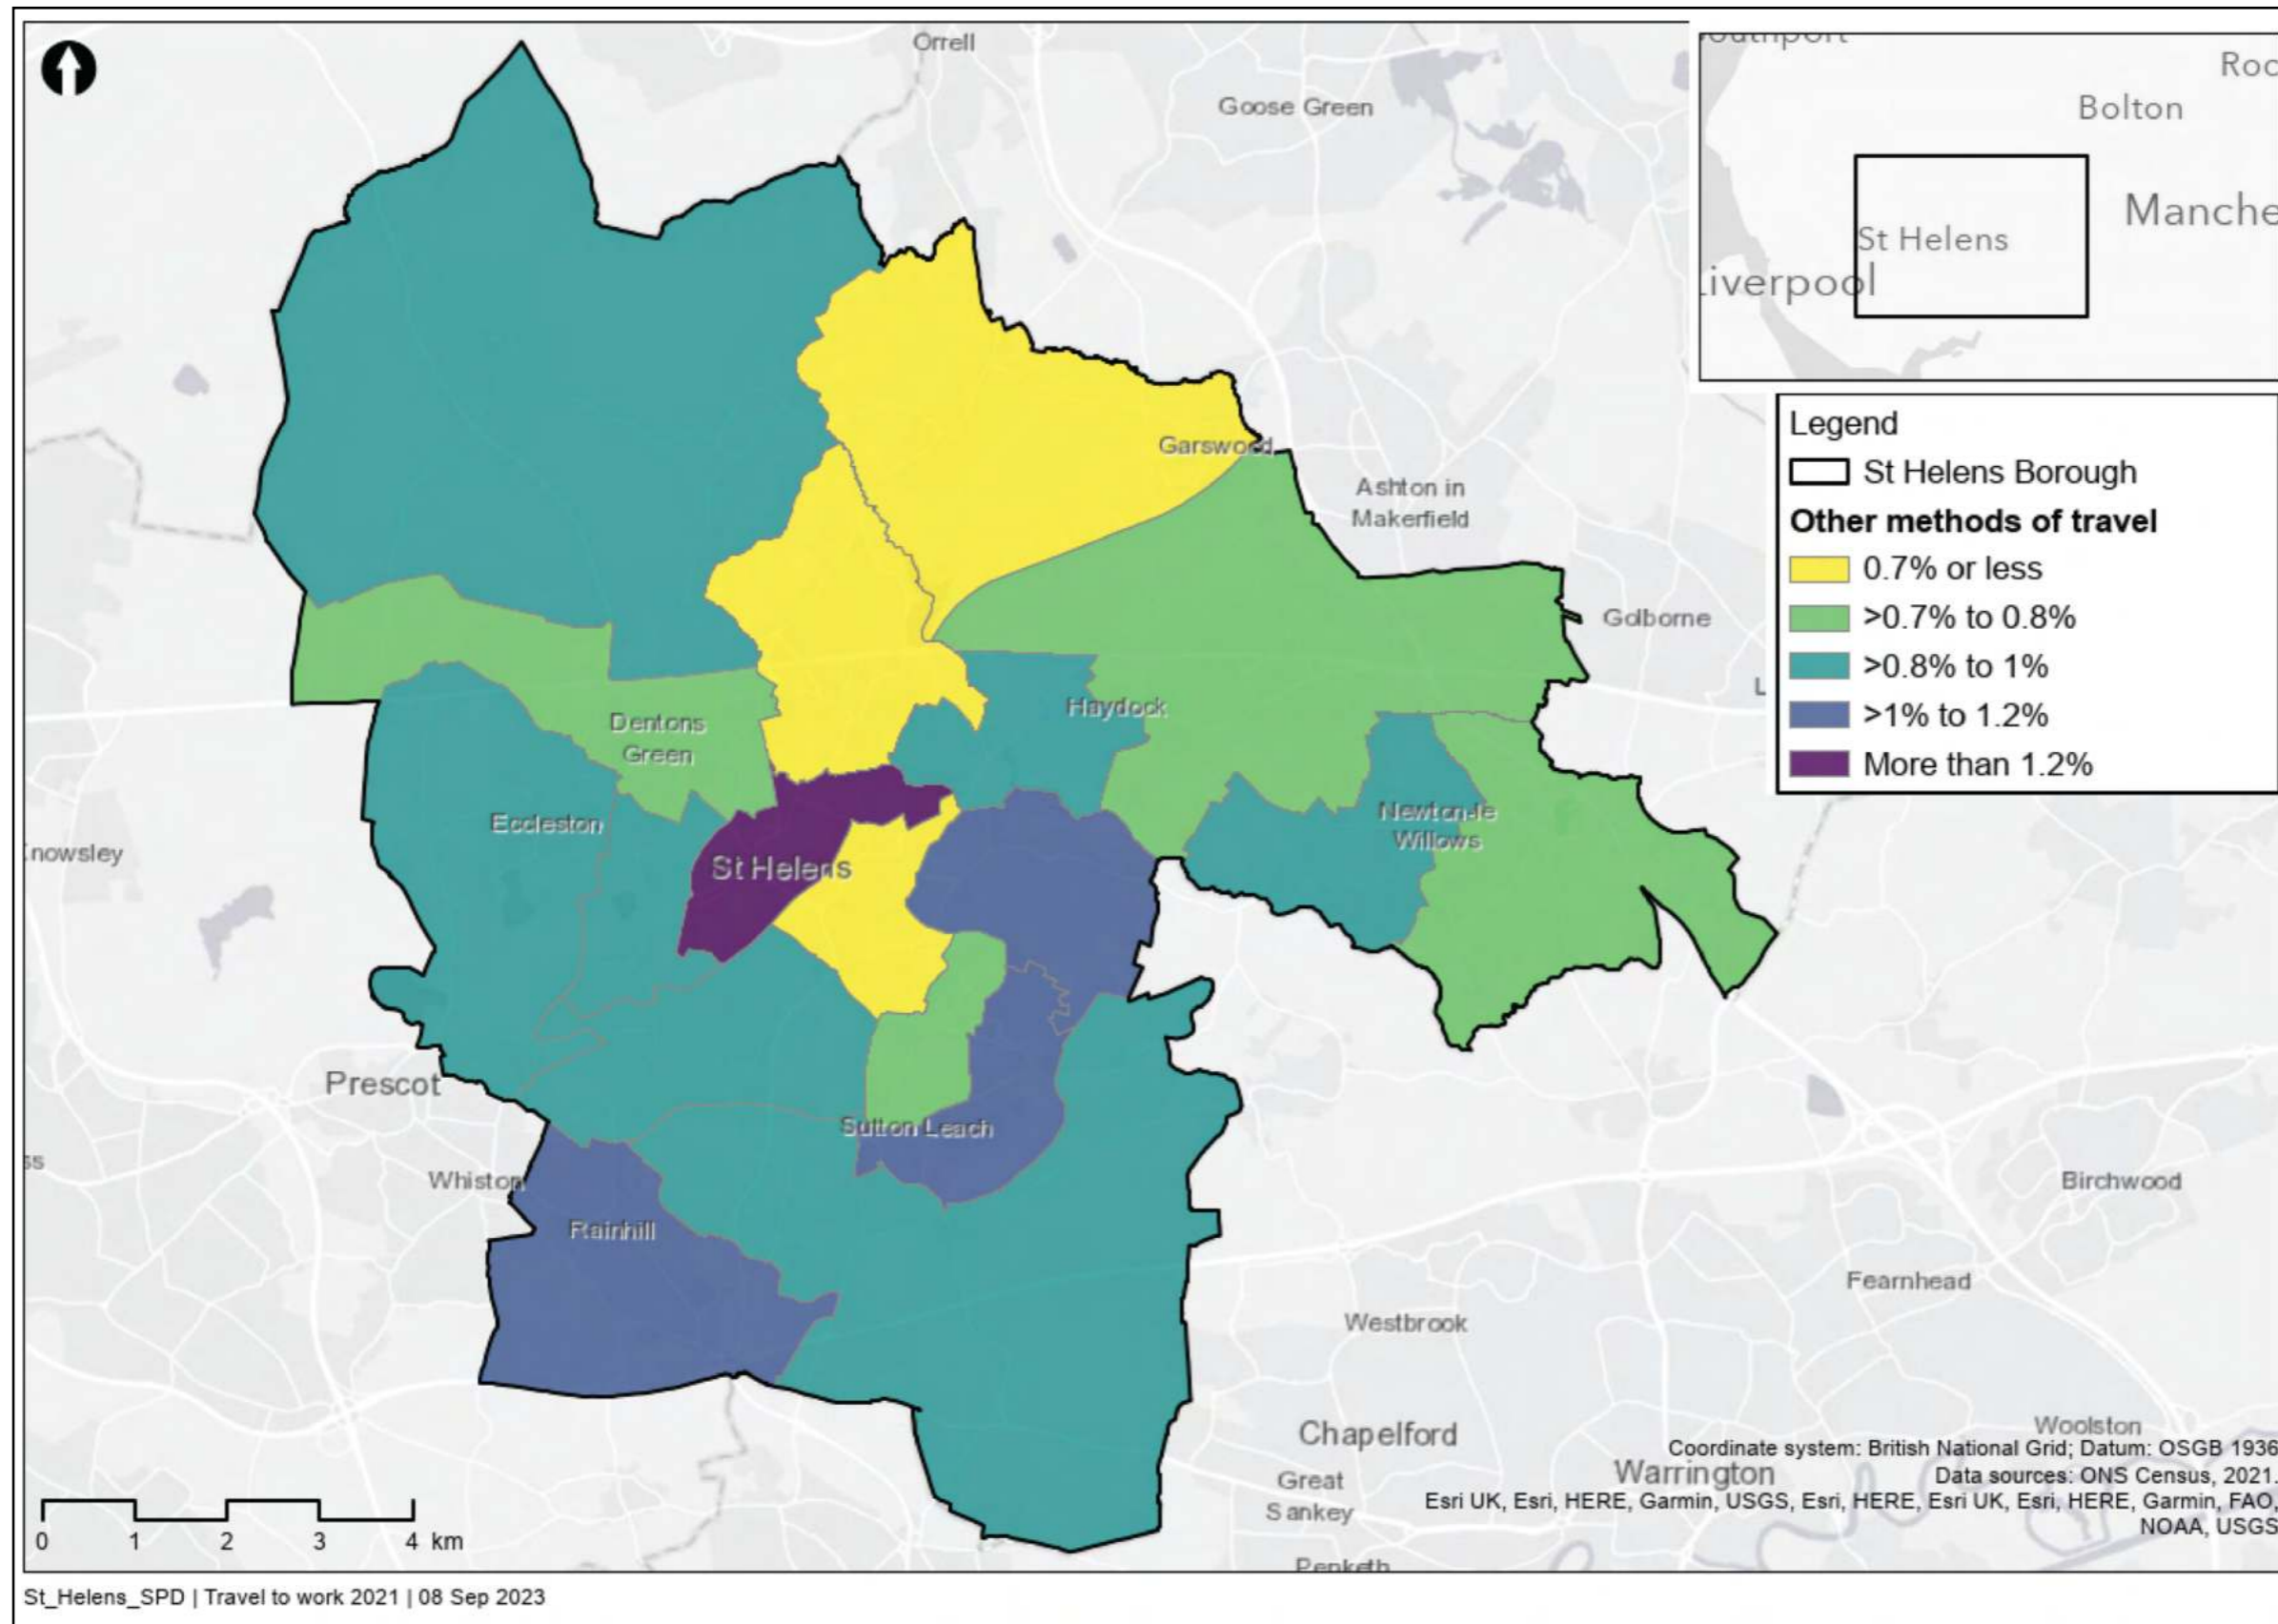 Orrell
Goose Green
Garswood
Ashton in
Makerfield
Golborne
Haydock
Dentons
Green
Eccleston
St Helens
Newton-le
Willows
Prescot
Sutton Leach
Whiston
Rainhill
Birchwood
Fearnhead
Westbrook
Chapelford
Great
Sankey
Woolston
Warrington
Penketh
Bolton
Manche
St Helens
Liverpool
Roc
Southport
nowsley
ss
L
Legend
St Helens Borough
Other methods of travel
0.7% or less
>0.7% to 0.8%
>0.8% to 1%
>1% to 1.2%
More than 1.2%
Coordinate system: British National Grid; Datum: OSGB 1936
Data sources: ONS Census, 2021.
Esri UK, Esri, HERE, Garmin, USGS, Esri, HERE, Esri UK, Esri, HERE, Garmin, FAO,
NOAA, USGS
0 1 2 3 4 km
St_Helens_SPD | Travel to work 2021 | 08 Sep 2023